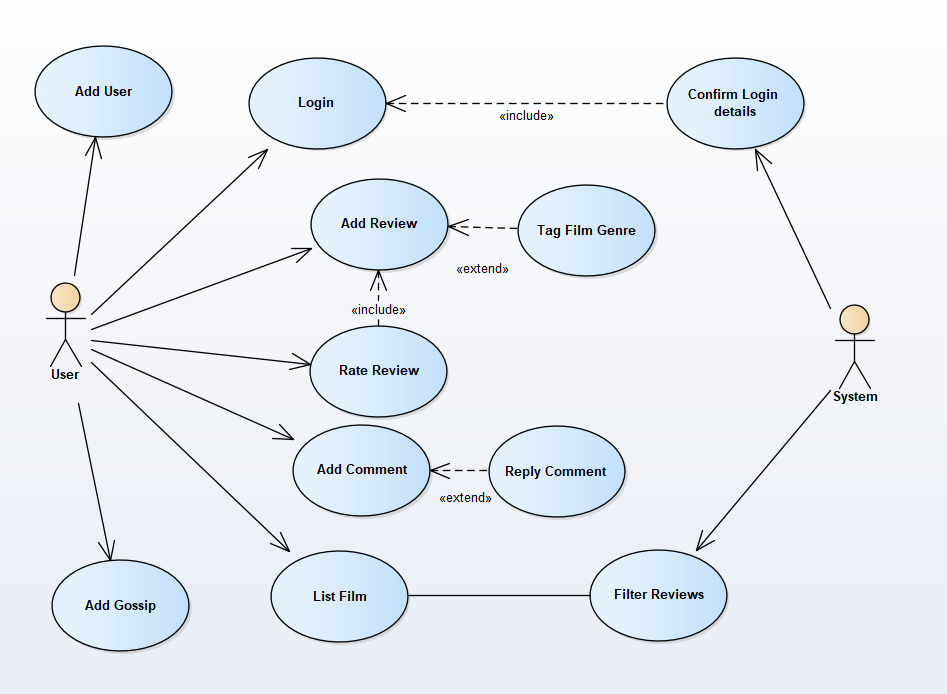 Add User
Login
Confirm Login
details
«include»
Add Review
Tag Film Genre
«extend»
«include»
User
Rate Review
System
Add Comment
Reply Comment
«extend»
List Film
Filter Reviews
Add Gossip